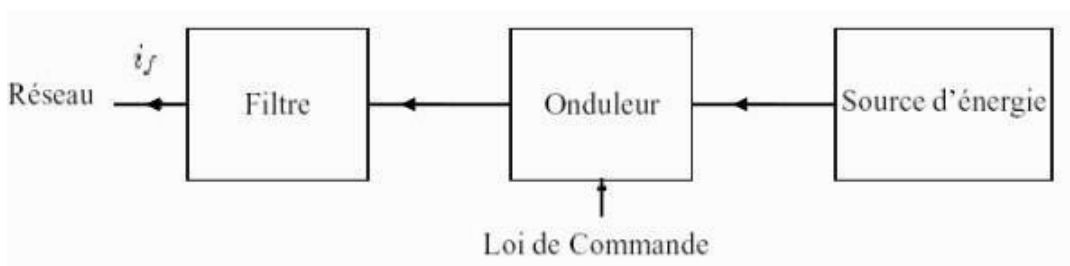 i_f
Réseau
Filtre
Onduleur
Source d'énergie
Loi de Commande